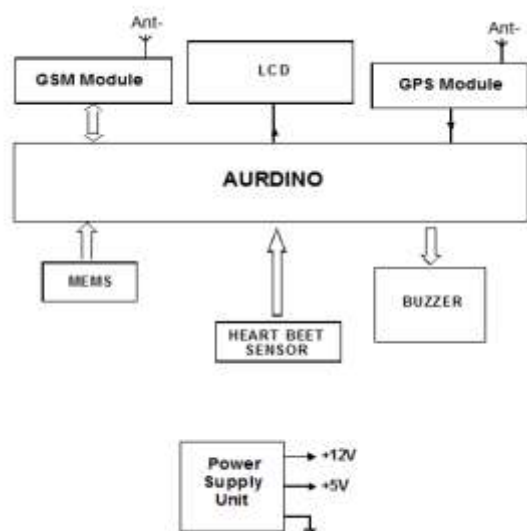 Ant-
Ant-
GSM Module
LCD
GPS Module
AURDINO
MEMS
BUZZER
HEART BEET
SENSOR
Power
Supply
Unit
+12V
+5V